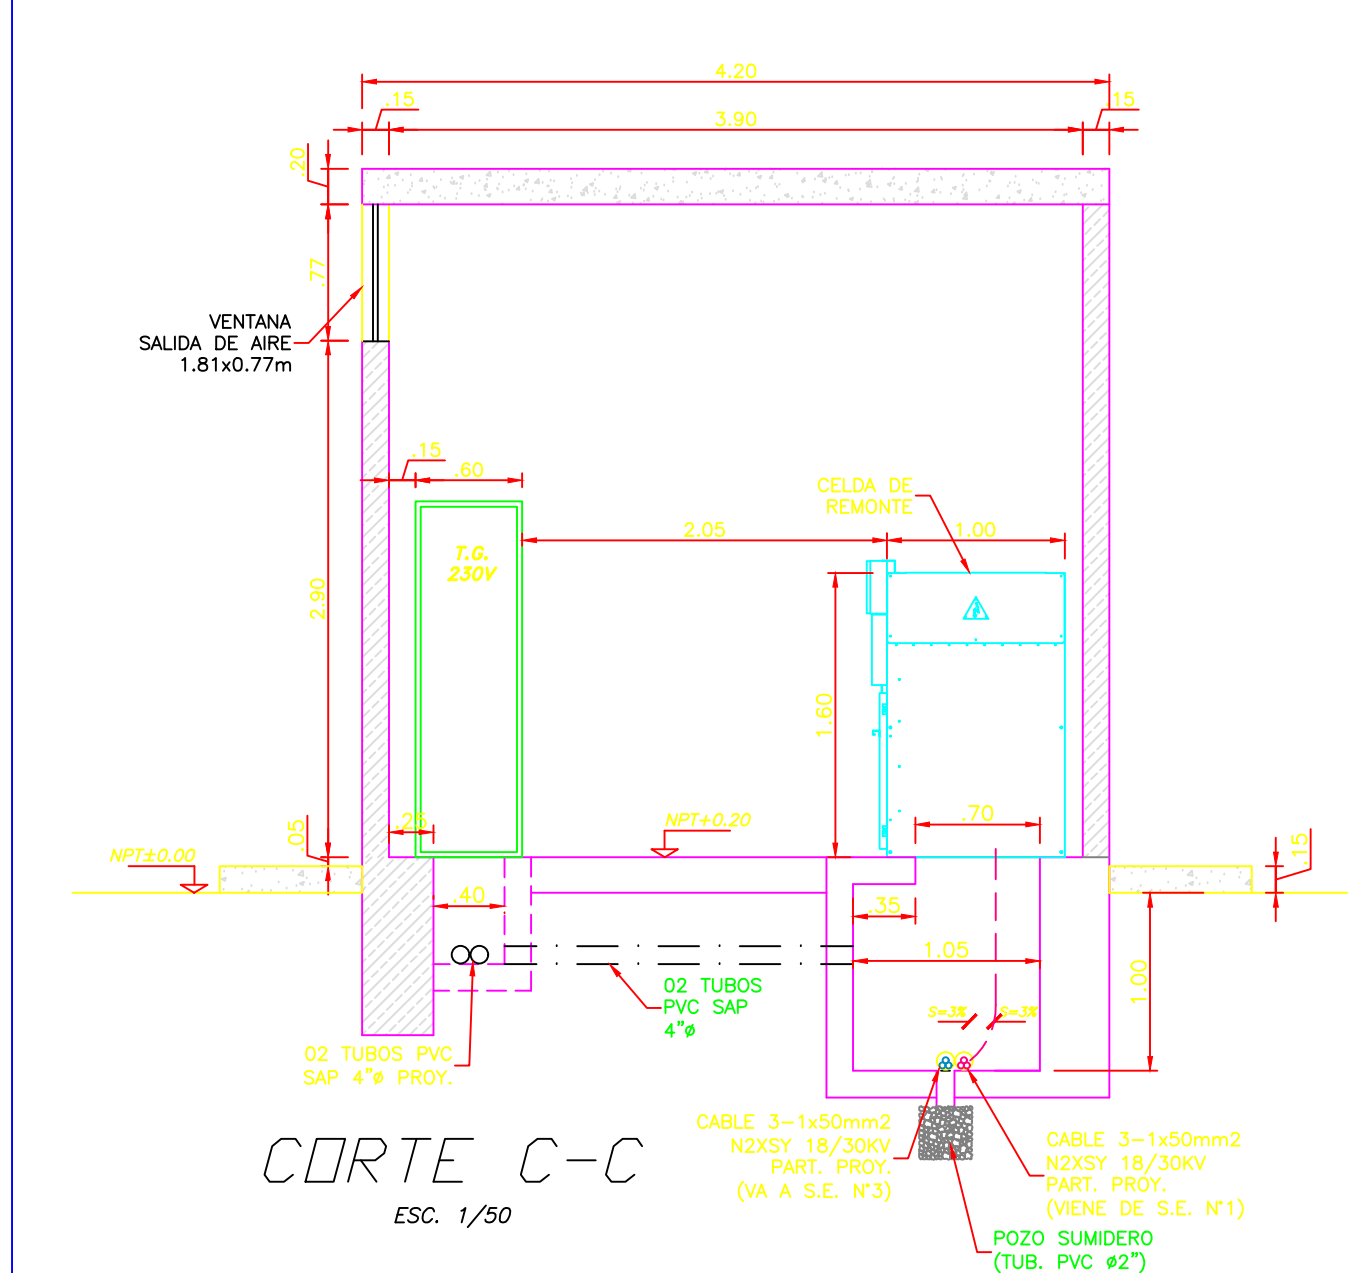 4.20
.15
3.90
.15
.20
.77
VENTANA
SALIDA DE AIRE
1.81x0.77m
.15
.60
CELDA DE
REMONTE
2.05
1.00
T.G.
230V
2.90
1.60
.25
.70
NPT+0.20
.05
NPT±0.00
.15
.40
.35
1.05
1.00
02 TUBOS
PVC SAP
4"ø
S=3%
S=3%
02 TUBOS PVC
SAP 4"ø PROY.
CABLE 3-1x50mm2
N2XSY 18/30KV
PART. PROY.
(VA A S.E. N°3)
CABLE 3-1x50mm2
N2XSY 18/30KV
PART. PROY.
(VIENE DE S.E. N°1)
CORTE C-C
ESC. 1/50
POZO SUMIDERO
(TUB. PVC ø2")